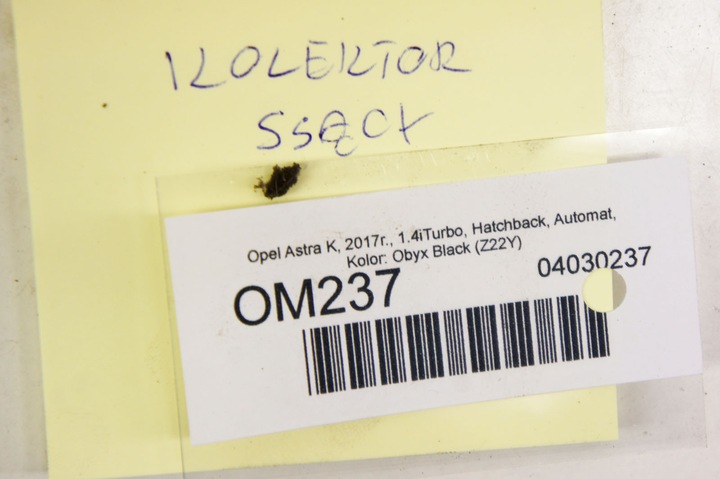 KOLEKTOR
SSĄCY
Opel Astra K, 2017r., 1.4iTurbo, Hatchback, Automat,
Kolor: Obyx Black (Z22Y)
OM237
04030237